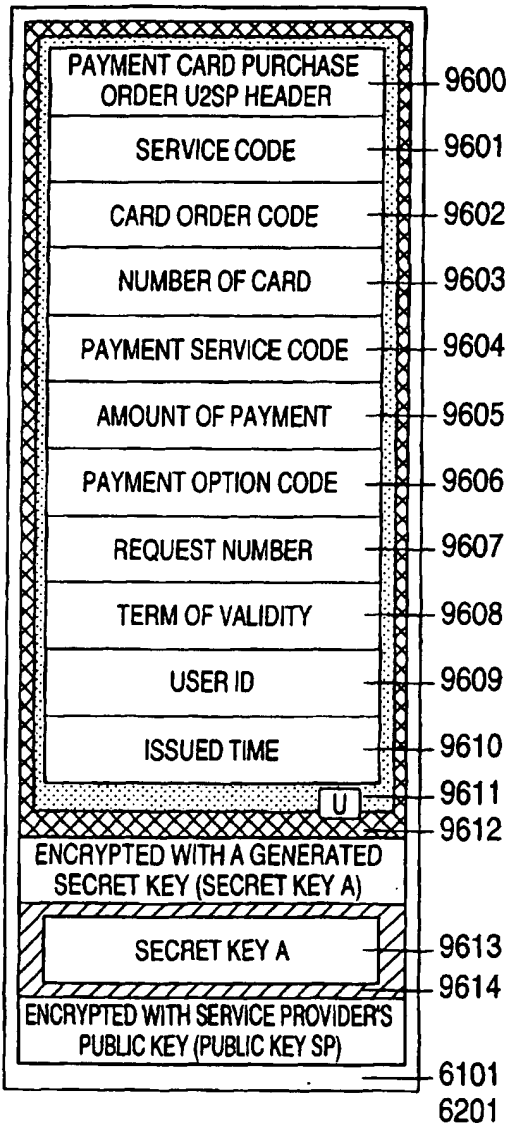 PAYMENT CARD PURCHASE
ORDER U2SP HEADER
9600
SERVICE CODE
9601
CARD ORDER CODE
9602
NUMBER OF CARD
9603
PAYMENT SERVICE CODE
9604
AMOUNT OF PAYMENT
9605
PAYMENT OPTION CODE
9606
REQUEST NUMBER
9607
TERM OF VALIDITY
9608
USER ID
9609
ISSUED TIME
9610
U
9611
9612
ENCRYPTED WITH A GENERATED
SECRET KEY (SECRET KEY A)
SECRET KEY A
9613
9614
ENCRYPTED WITH SERVICE PROVIDER'S
PUBLIC KEY (PUBLIC KEY SP)
6101
6201